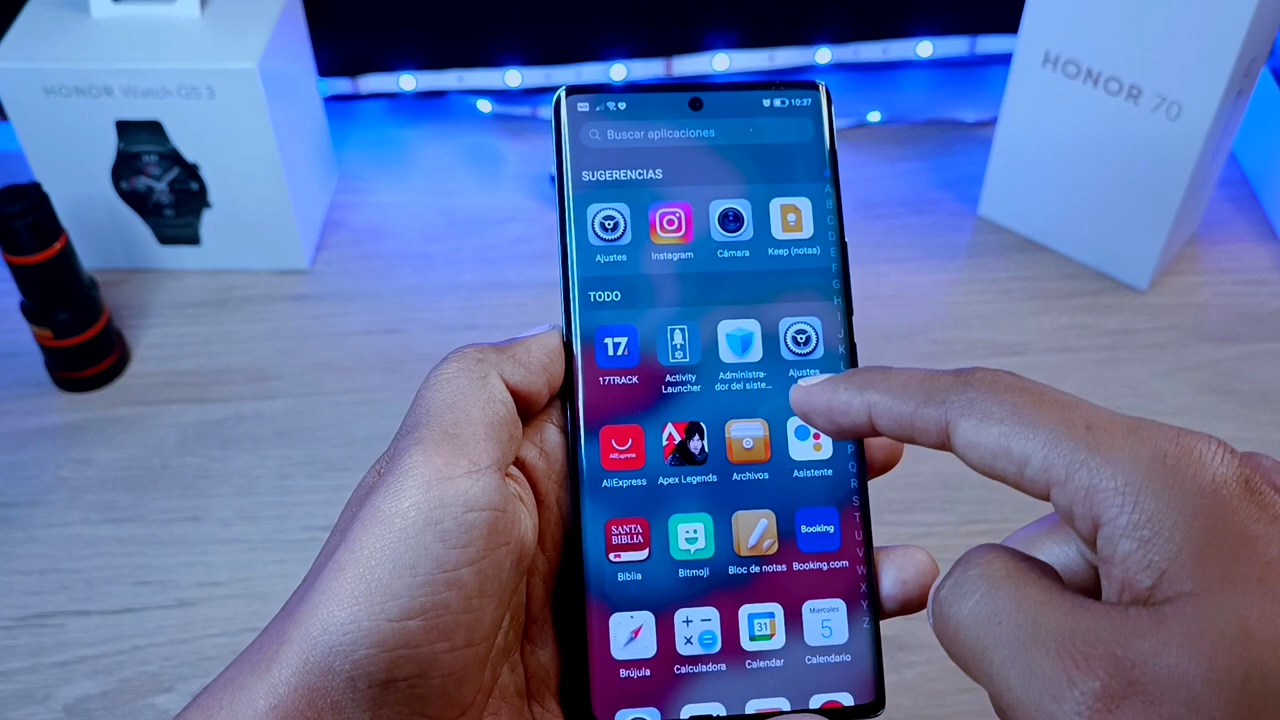 HONOR Watch GS 3
HONOR 70
10:37
Buscar aplicaciones
SUGERENCIAS
Ajustes
Instagram
Cámara
Keep (notas)
TODO
17
17TRACK
Activity
Launcher
Administra-
dor del siste...
Ajustes
AliExpress
AliExpress
Apex Legends
Archivos
Asistente
SANTA
BIBLIA
Biblia
Bitmoji
Bloc de notas
Booking
Booking.com
Brújula
Calculadora
31
Calendar
Miércoles
5
Calendario
A
B
C
D
E
F
G
H
I
J
K
P
Q
R
S
T
U
V
W
X
Y
Z